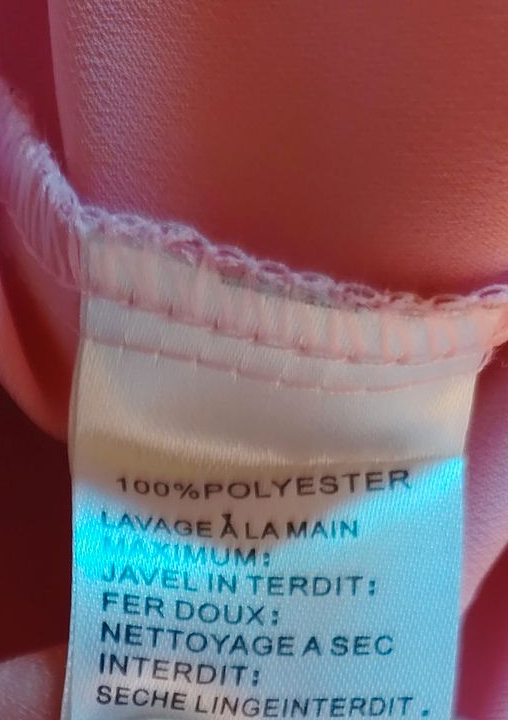 100%POLYESTER
LAVAGE À LA MAIN
MAXIMUM:
JAVEL IN TERDIT:
FER DOUX:
NETTOYAGE A SEC
INTERDIT:
SECHE LINGEINTERDIT.